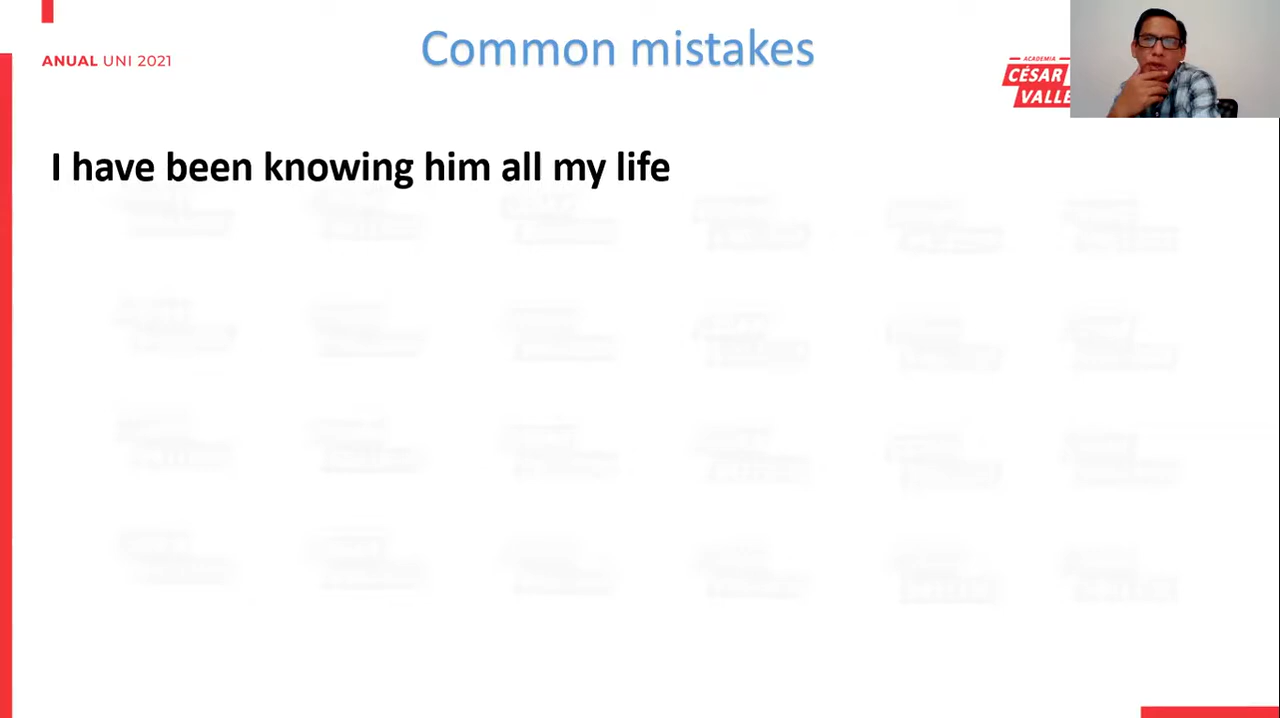 Common mistakes
ANUAL UNI 2021
ACADEMIA
CÉSAR
VALLE
I have been knowing him all my life